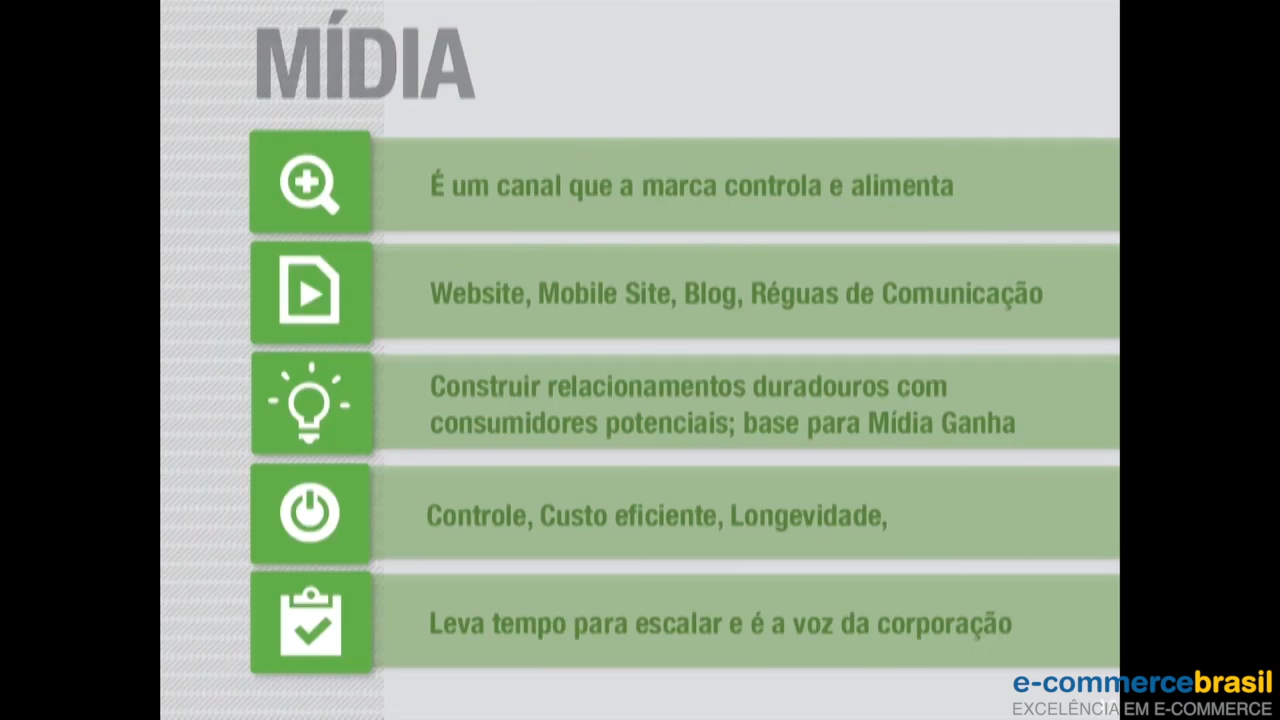 MÍDIA
É um canal que a marca controla e alimenta
Website, Mobile Site, Blog, Réguas de Comunicação
Construir relacionamentos duradouros com
consumidores potenciais; base para Mídia Ganha
Controle, Custo eficiente, Longevidade,
Leva tempo para escalar e é a voz da corporação
e-commercebrasil
EXCELÊNCIA EM E-COMMERCE